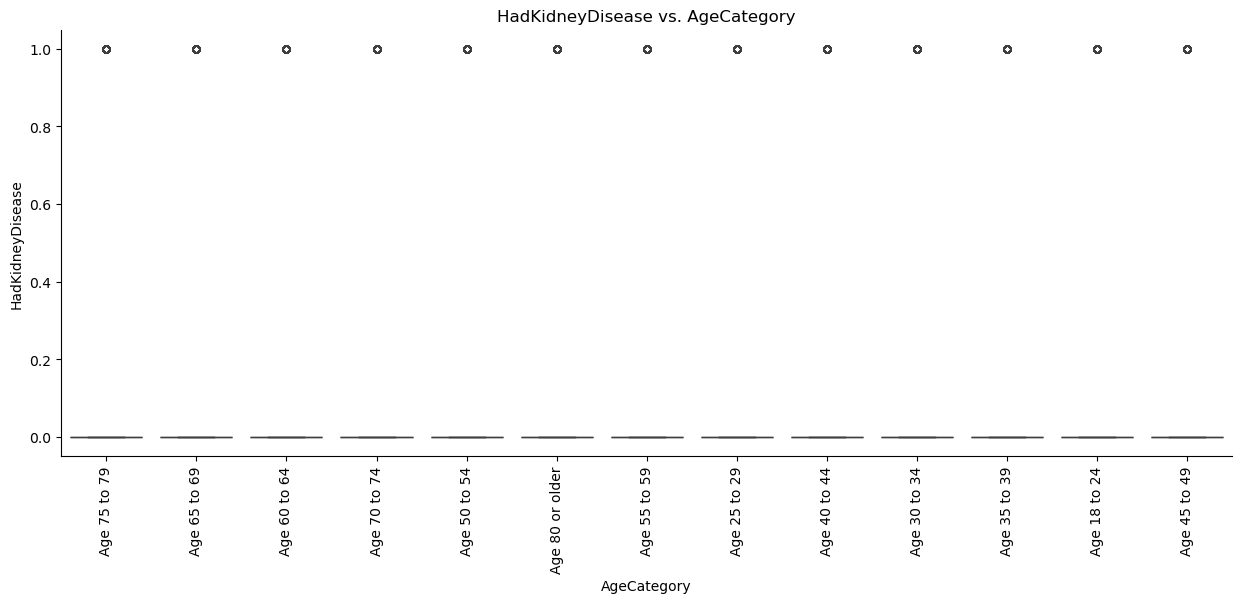 HadKidneyDisease vs. AgeCategory
HadKidneyDisease
1.0
0.8
0.6
0.4
0.2
0.0
Age 75 to 79
Age 65 to 69
Age 60 to 64
Age 70 to 74
Age 50 to 54
Age 80 or older
Age 55 to 59
Age 25 to 29
Age 40 to 44
Age 30 to 34
Age 35 to 39
Age 18 to 24
Age 45 to 49
AgeCategory